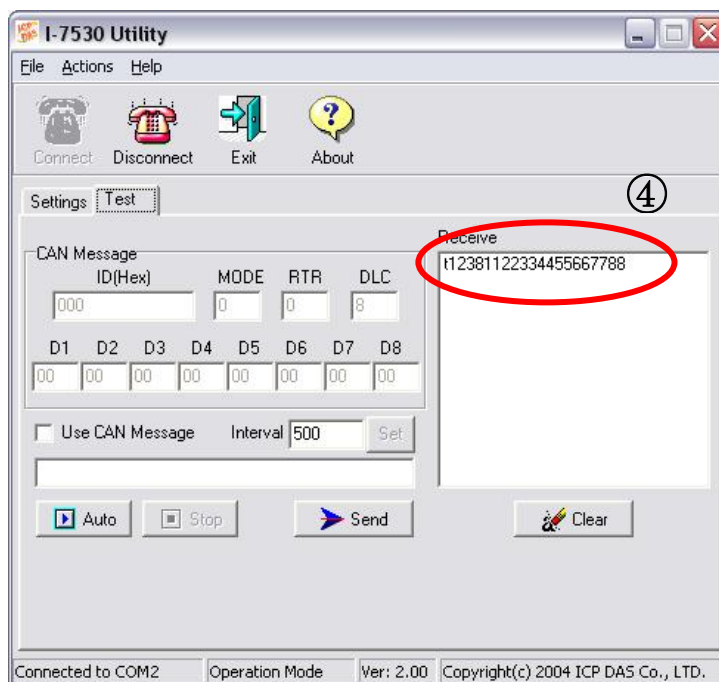 I-7530 Utility
File Actions Help
Connect Disconnect Exit About
Settings Test
④
CAN Message
Receive
ID(Hex) MODE RTR DLC
000 0 0 8
D1 D2 D3 D4 D5 D6 D7 D8
00 00 00 00 00 00 00 00
t12381122334455667788
Use CAN Message Interval 500 Set
Auto Stop Send Clear
Connected to COM2 Operation Mode Ver: 2.00 Copyright(c) 2004 ICP DAS Co., LTD.